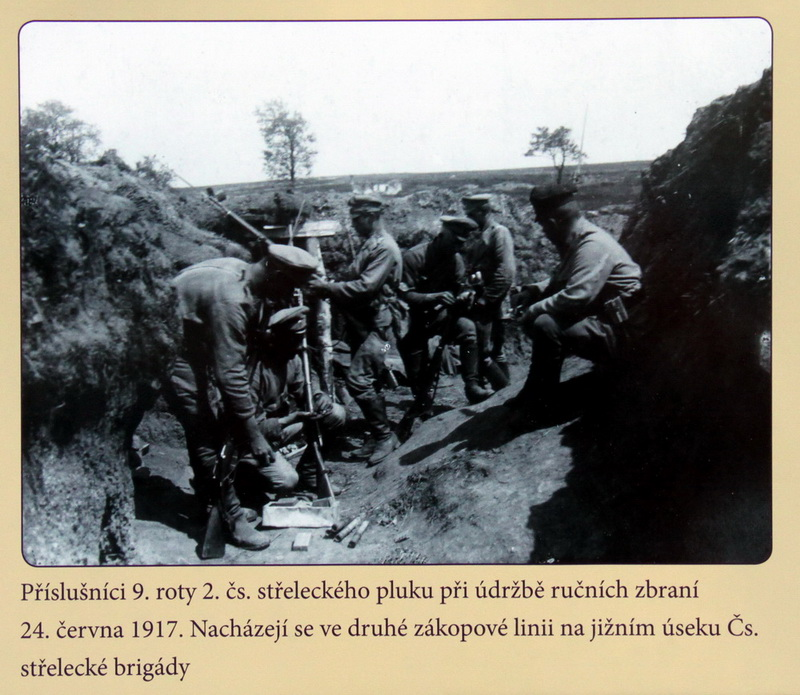 Příslušníci 9. roty 2. čs. střeleckého pluku při údržbě ručních zbraní
24. června 1917. Nacházejí se ve druhé zákopové linii na jižním úseku Čs.
střelecké brigády